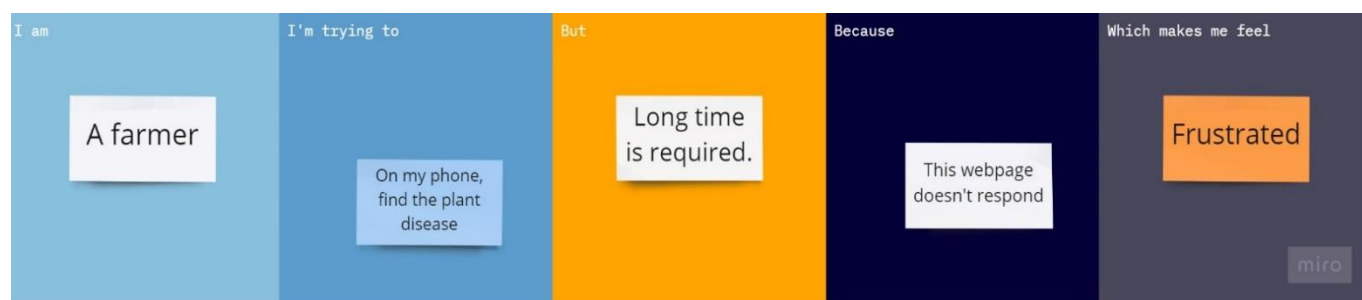 I am
A farmer
I'm trying to
On my phone,
find the plant
disease
But
Long time
is required.
Because
This webpage
doesn't respond
Which makes me feel
Frustrated
miro